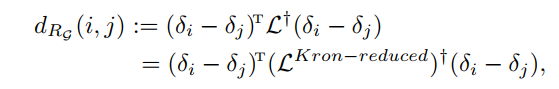 d_{R_𝒢}(i, j) := (δ_i − δ_j)^T ℒ^†(δ_i − δ_j)
= (δ_i − δ_j)^T (ℒ^{Kron−reduced})^†(δ_i − δ_j),